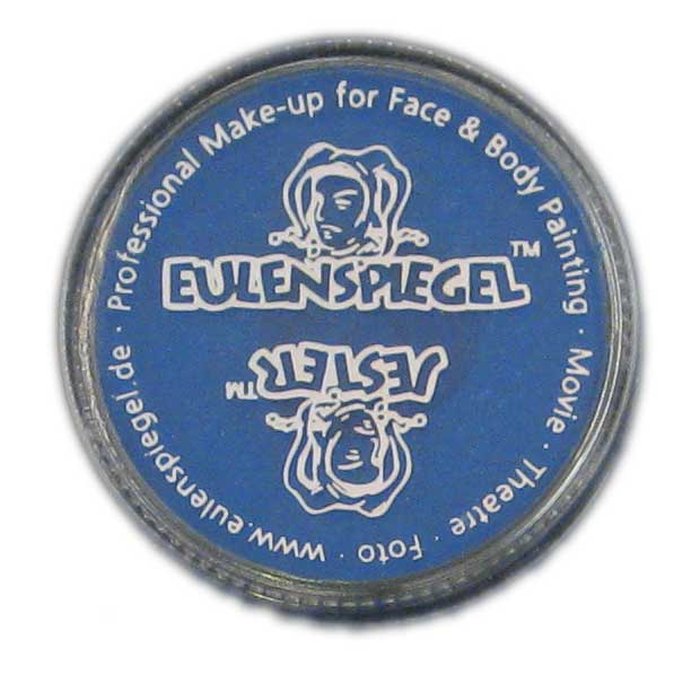 Professional Make-up for Face & Body Painting · Movie · Theatre · Foto · www.eulenspiegel.de ·
EULENSPIEGEL™
JESTER™